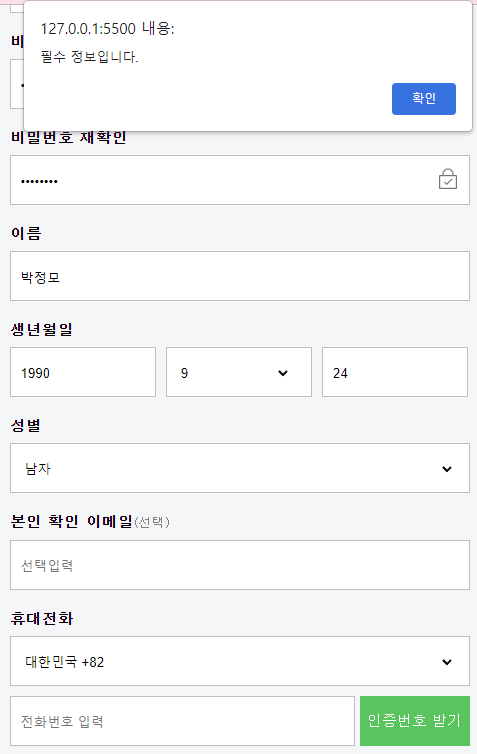 127.0.0.1:5500 내용:
필수 정보입니다.
확인
비밀번호 재확인
••••••••
이름
박정모
생년월일
1990 9 24
성별
남자
본인 확인 이메일(선택)
선택입력
휴대전화
대한민국 +82
전화번호 입력 인증번호 받기